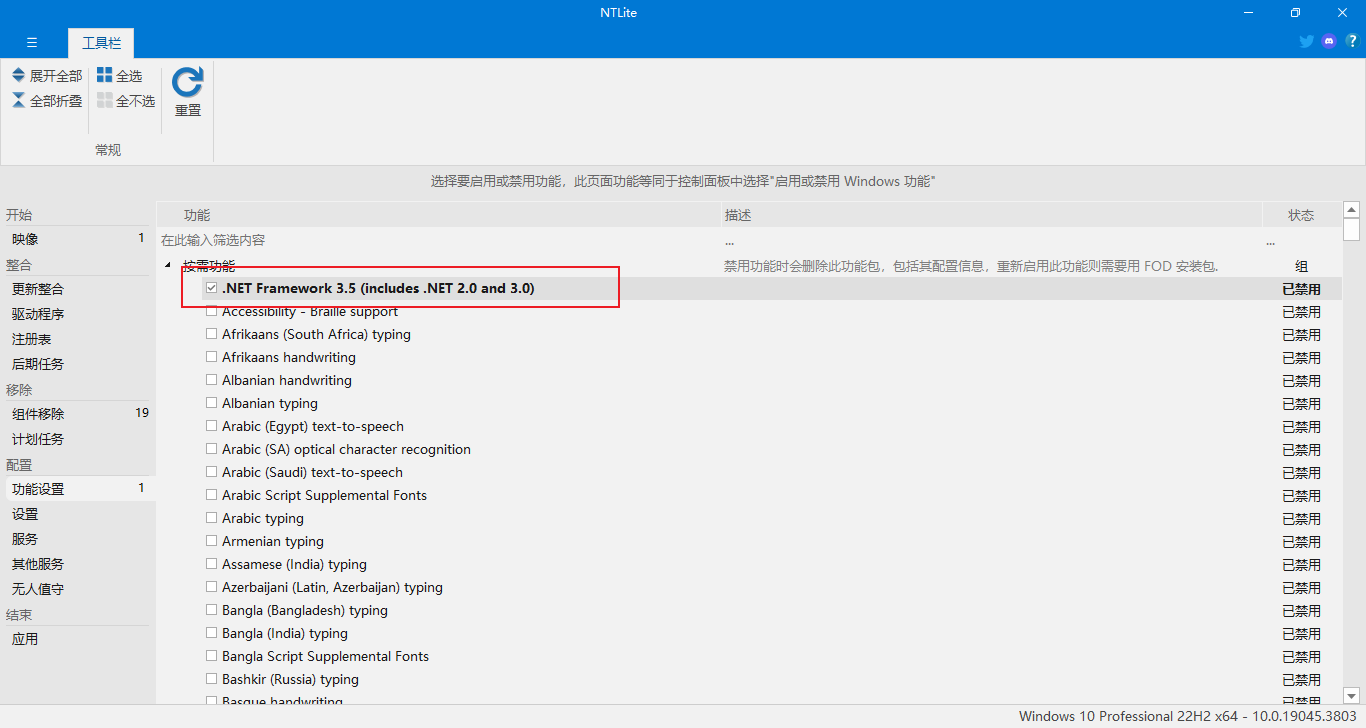 NTLite
工具栏
展开全部
全部折叠
全选
全不选
重置
常规
选择要启用或禁用功能，此页面功能等同于控制面板中选择"启用或禁用 Windows 功能"
开始
映像 1
整合
更新整合
驱动程序
注册表
后期任务
移除
组件移除 19
计划任务
配置
功能设置 1
设置
服务
其他服务
无人值守
结束
应用
功能 描述 状态
在此输入筛选内容 ... ...
按需功能 禁用功能时会删除此功能包，包括其配置信息，重新启用此功能则需要用 FOD 安装包. 组
.NET Framework 3.5 (includes .NET 2.0 and 3.0) 已禁用
Accessibility - Braille support 已禁用
Afrikaans (South Africa) typing 已禁用
Afrikaans handwriting 已禁用
Albanian handwriting 已禁用
Albanian typing 已禁用
Arabic (Egypt) text-to-speech 已禁用
Arabic (SA) optical character recognition 已禁用
Arabic (Saudi) text-to-speech 已禁用
Arabic Script Supplemental Fonts 已禁用
Arabic typing 已禁用
Armenian typing 已禁用
Assamese (India) typing 已禁用
Azerbaijani (Latin, Azerbaijan) typing 已禁用
Bangla (Bangladesh) typing 已禁用
Bangla (India) typing 已禁用
Bangla Script Supplemental Fonts 已禁用
Bashkir (Russia) typing 已禁用
Basque handwriting 已禁用
Windows 10 Professional 22H2 x64 - 10.0.19045.3803